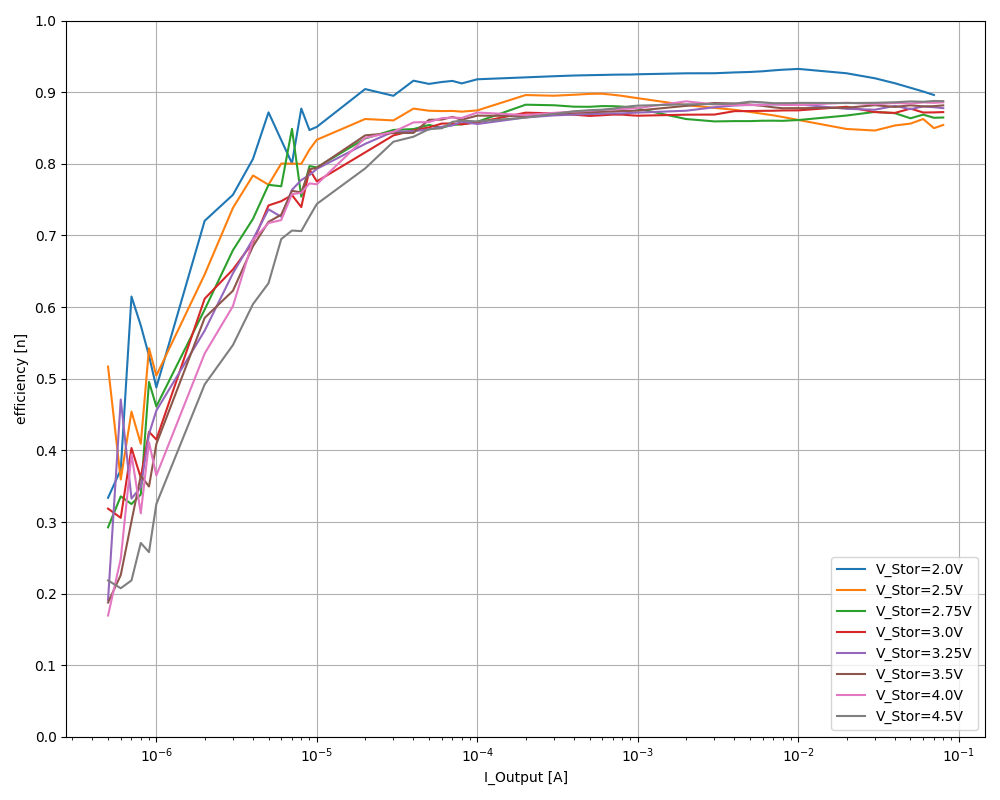 1.0
0.9
0.8
0.7
0.6
0.5
0.4
0.3
0.2
0.1
0.0
efficiency [n]
V_Stor=2.0V
V_Stor=2.5V
V_Stor=2.75V
V_Stor=3.0V
V_Stor=3.25V
V_Stor=3.5V
V_Stor=4.0V
V_Stor=4.5V
10⁻⁶ 10⁻⁵ 10⁻⁴ 10⁻³ 10⁻² 10⁻¹
I_Output [A]